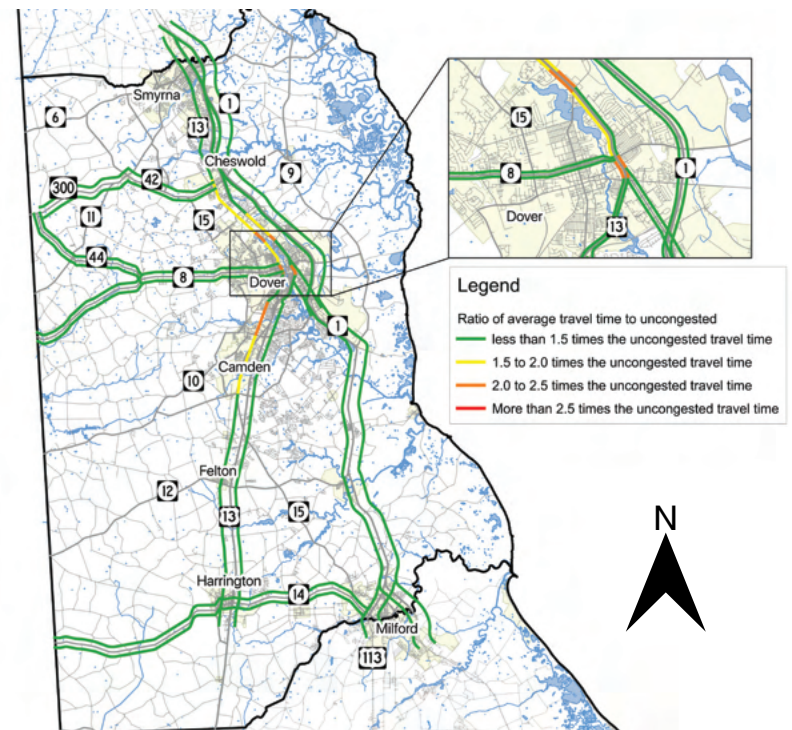 Smyrna
6
1
13
Cheswold
9
42
300
11
15
44
8
Dover
1
Camden
10
Felton
12
13
15
Harrington
14
Milford
113
15
8
1
Dover
13
Legend
Ratio of average travel time to uncongested
less than 1.5 times the uncongested travel time
1.5 to 2.0 times the uncongested travel time
2.0 to 2.5 times the uncongested travel time
More than 2.5 times the uncongested travel time
N